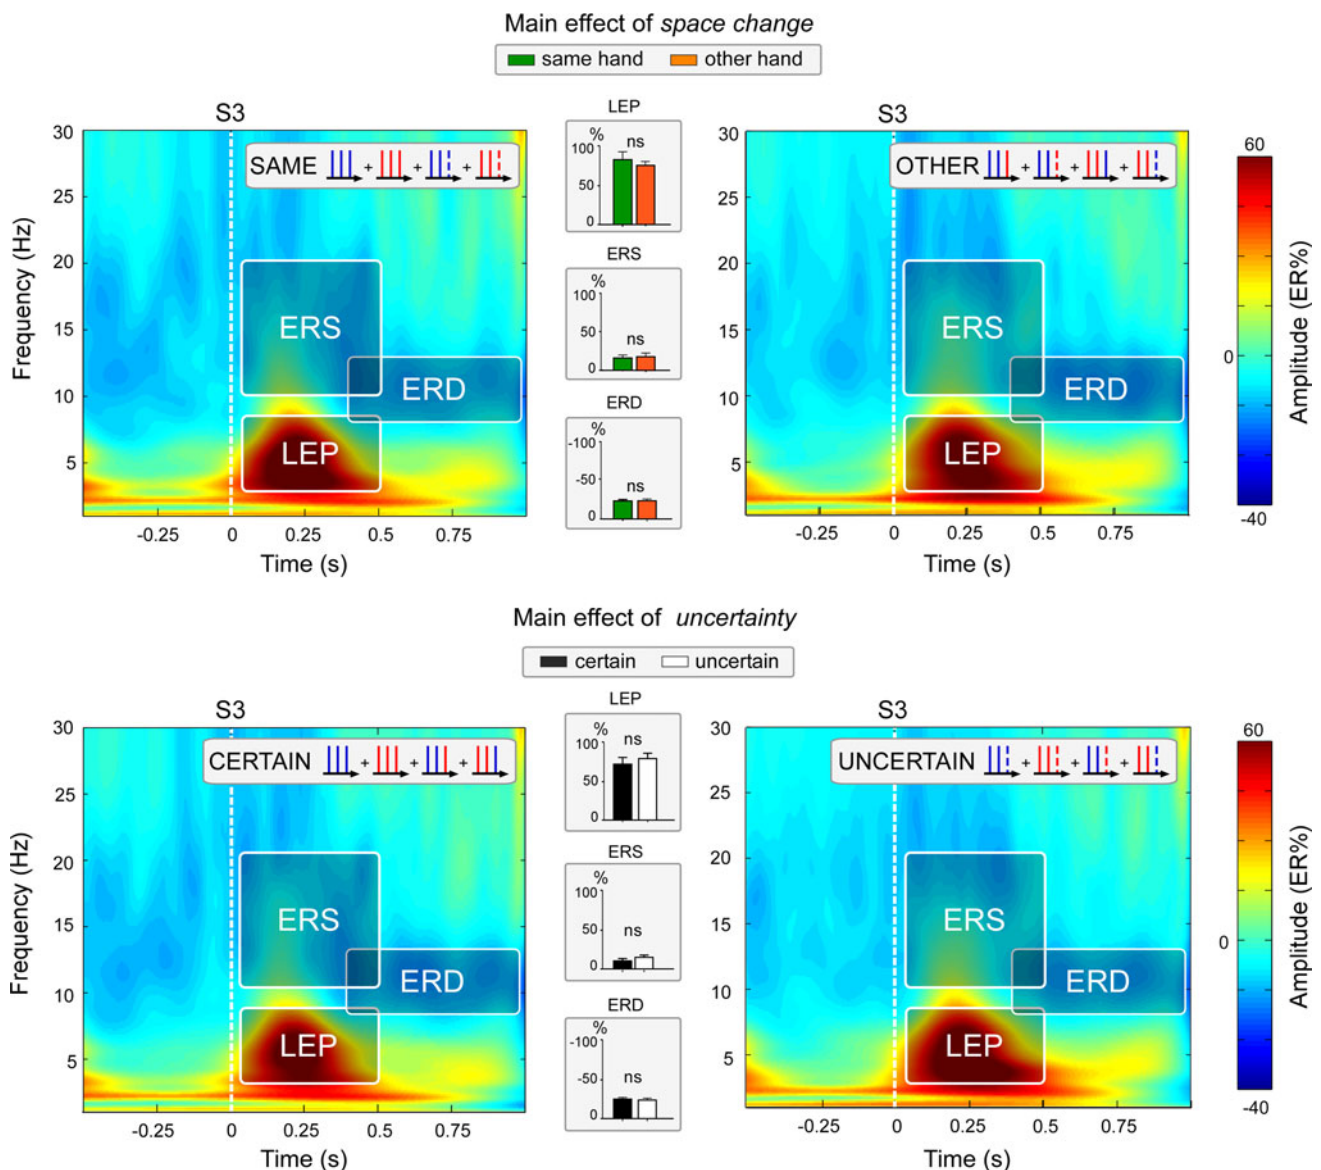 Main effect of space change
same hand other hand
S3
SAME + + +
30
25
20
15
10
5
Frequency (Hz)
ERS
ERD
LEP
-0.25 0 0.25 0.5 0.75
Time (s)
LEP
%
100
50
0
ns
ERS
%
100
50
0
ns
ERD
%
-100
-50
0
ns
S3
OTHER + + +
30
25
20
15
10
5
ERS
ERD
LEP
-0.25 0 0.25 0.5 0.75
Time (s)
60
0
-40
Amplitude (ER%)
Main effect of uncertainty
certain uncertain
S3
CERTAIN + + +
30
25
20
15
10
5
Frequency (Hz)
ERS
ERD
LEP
-0.25 0 0.25 0.5 0.75
Time (s)
LEP
%
100
50
0
ns
ERS
%
100
50
0
ns
ERD
%
-100
-50
0
ns
S3
UNCERTAIN + + +
30
25
20
15
10
5
ERS
ERD
LEP
-0.25 0 0.25 0.5 0.75
Time (s)
60
0
-40
Amplitude (ER%)